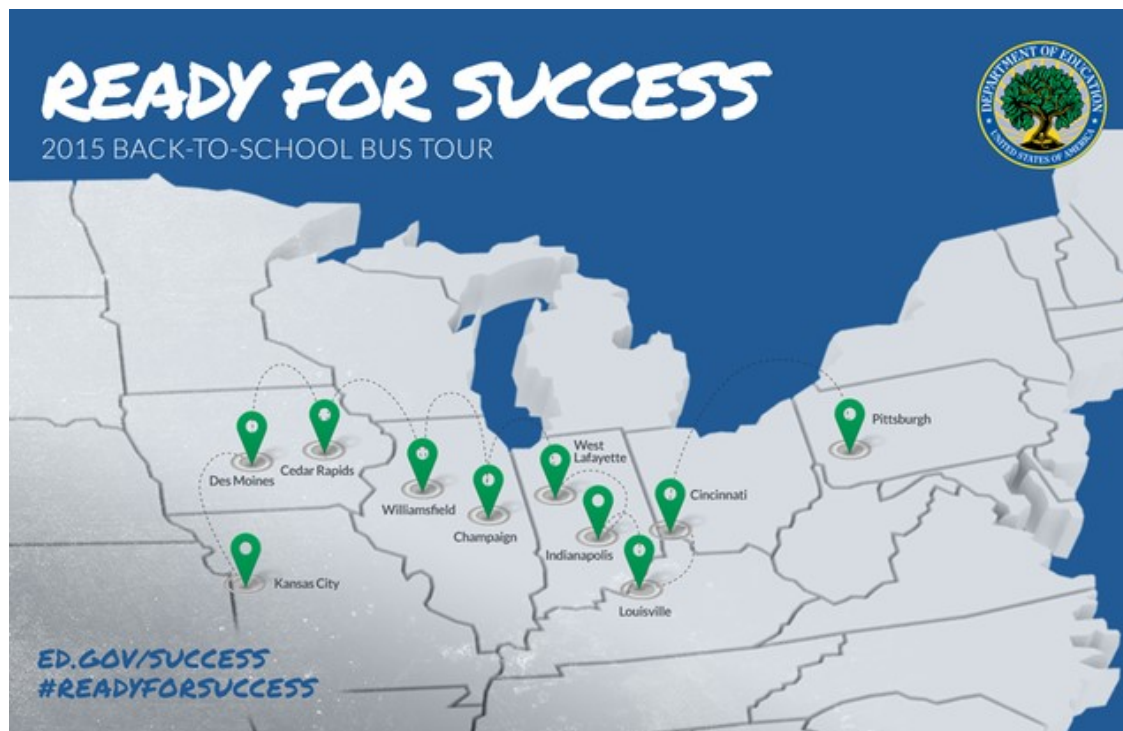 READY FOR SUCCESS
2015 BACK-TO-SCHOOL BUS TOUR
DEPARTMENT OF EDUCATION
UNITED STATES OF AMERICA
Pittsburgh
West
Lafayette
Des Moines
Cedar Rapids
Williamsfield
Cincinnati
Champaign
Indianapolis
Kansas City
Louisville
ED.GOV/SUCCESS
#READYFORSUCCESS